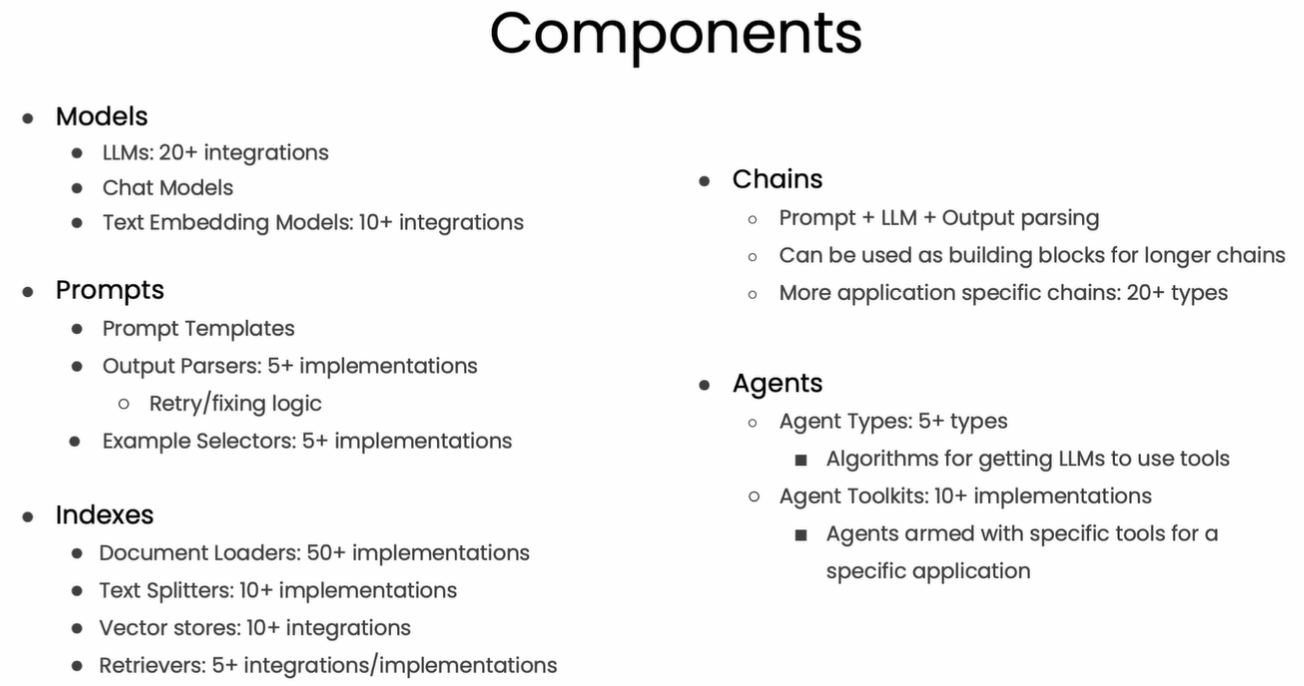 Components
Models
LLMs: 20+ integrations
Chat Models
Text Embedding Models: 10+ integrations
Prompts
Prompt Templates
Output Parsers: 5+ implementations
Retry/fixing logic
Example Selectors: 5+ implementations
Indexes
Document Loaders: 50+ implementations
Text Splitters: 10+ implementations
Vector stores: 10+ integrations
Retrievers: 5+ integrations/implementations
Chains
Prompt + LLM + Output parsing
Can be used as building blocks for longer chains
More application specific chains: 20+ types
Agents
Agent Types: 5+ types
Algorithms for getting LLMs to use tools
Agent Toolkits: 10+ implementations
Agents armed with specific tools for a
specific application